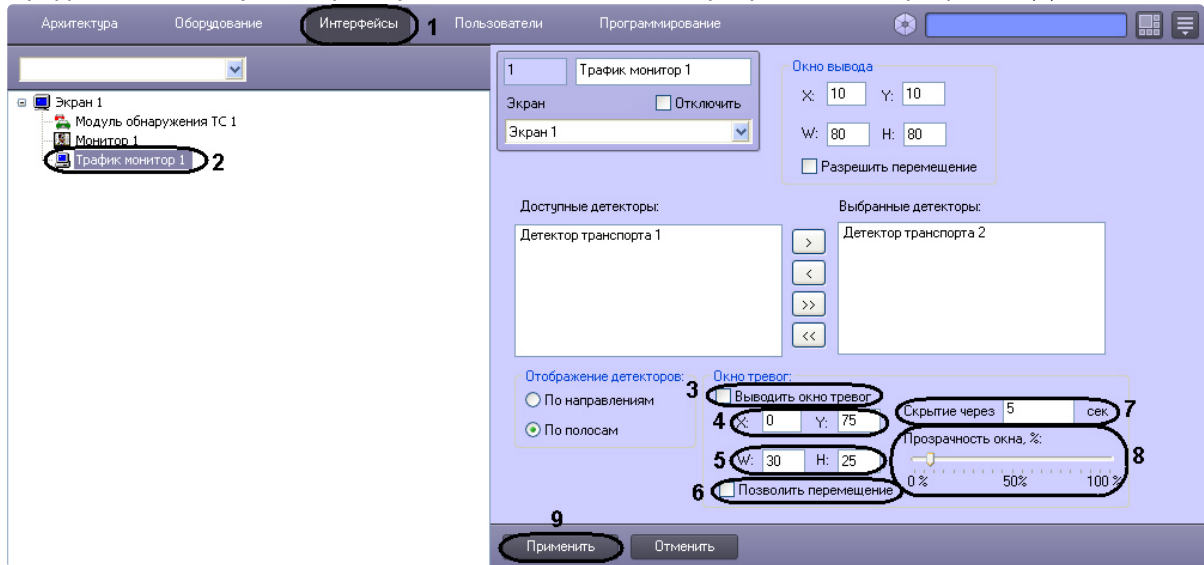 Архитектура Оборудование Интерфейсы 1 Пользователи Программирование
Экран 1
Модуль обнаружения ТС 1
Монитор 1
Трафик монитор 1 2
1 Трафик монитор 1
Экран Отключить
Экран 1
Окно вывода
X: 10 Y: 10
W: 80 H: 80
Разрешить перемещение
Доступные детекторы:
Детектор транспорта 1
>
<
>>
<<
Выбранные детекторы:
Детектор транспорта 2
Отображение детекторов:
По направлениям
По полосам
Окно тревог:
3 Выводить окно тревог
4 X: 0 Y: 75
5 W: 30 H: 25
6 Позволить перемещение
Скрытие через 5 сек 7
Прозрачность окна, %:
8
0 % 50% 100 %
9
Применить Отменить